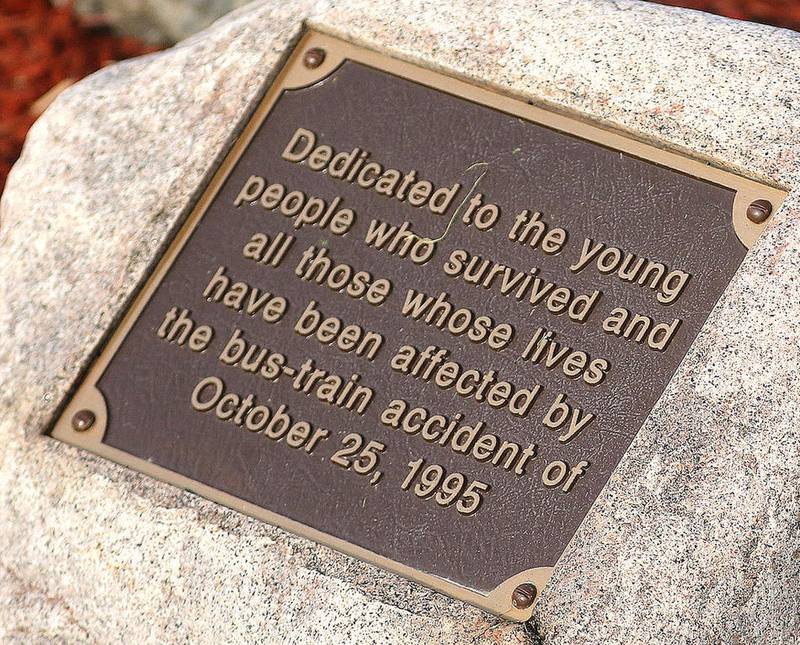 Dedicated to the young
people who survived and
all those whose lives
have been affected by
the bus-train accident of
October 25, 1995